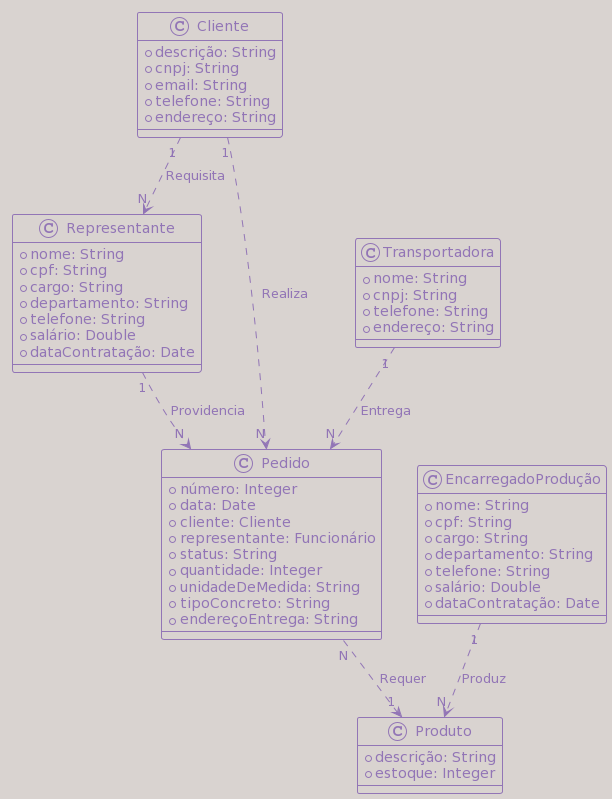 C Cliente
descrição: String
cnpj: String
email: String
telefone: String
endereço: String
1
1
Requisita
N
C Representante
nome: String
cpf: String
cargo: String
departamento: String
telefone: String
salário: Double
dataContratação: Date
Realiza
C Transportadora
nome: String
cnpj: String
telefone: String
endereço: String
1
1
Providencia
Entrega
N
N
N
C Pedido
número: Integer
data: Date
cliente: Cliente
representante: Funcionário
status: String
quantidade: Integer
unidadeDeMedida: String
tipoConcreto: String
endereçoEntrega: String
C EncarregadoProdução
nome: String
cpf: String
cargo: String
departamento: String
telefone: String
salário: Double
dataContratação: Date
N
1
Requer
Produz
1
N
C Produto
descrição: String
estoque: Integer